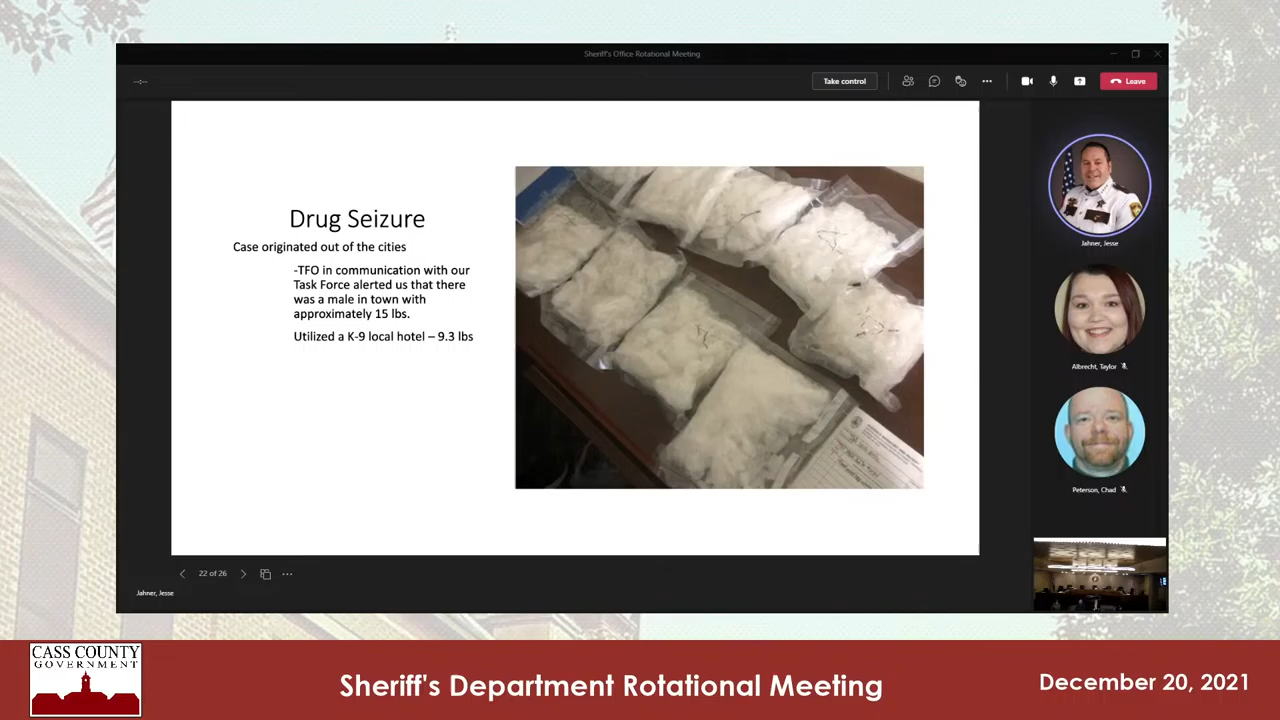 Sheriff's Office Rotational Meeting
Take control
Leave
Drug Seizure
Case originated out of the cities
-TFO in communication with our
Task Force alerted us that there
was a male in town with
approximately 15 lbs.
Utilized a K-9 local hotel – 9.3 lbs
Jahner, Jesse
Albrecht, Taylor
Peterson, Chad
22 of 26
Jahner, Jesse
CASS COUNTY
GOVERNMENT
Sheriff's Department Rotational Meeting
December 20, 2021